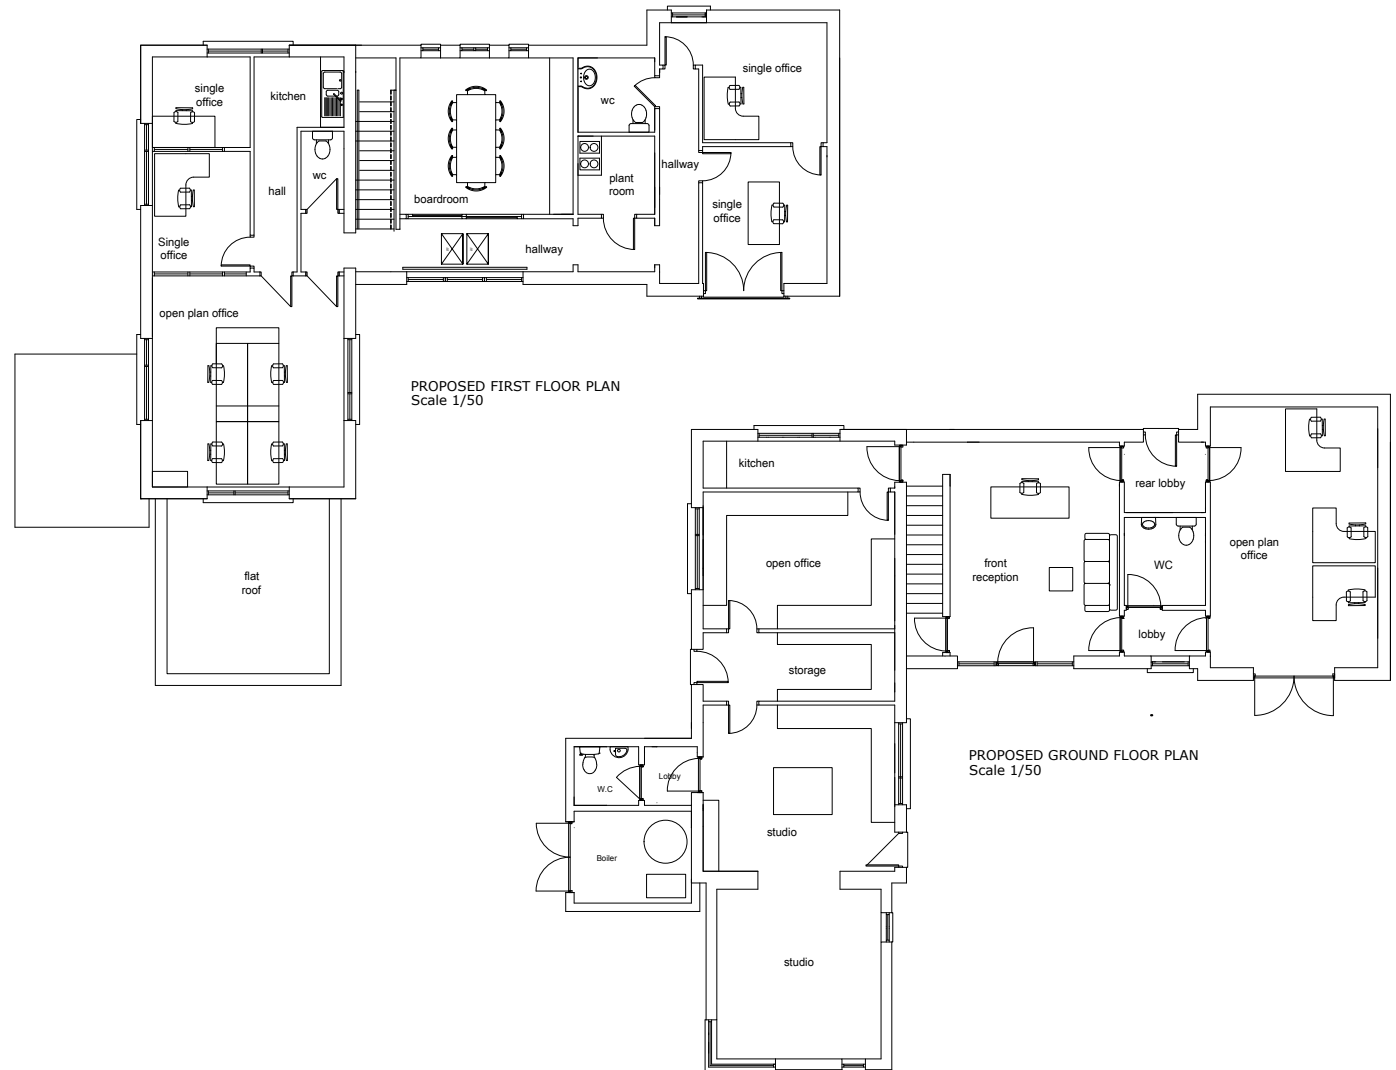 single
office
kitchen
wc
hall
Single
office
open plan office
boardroom
hallway
wc
plant
room
hallway
single office
single
office
flat
roof
PROPOSED FIRST FLOOR PLAN
Scale 1/50
kitchen
open office
storage
studio
studio
Lobby
W.C
Boiler
front
reception
rear lobby
WC
lobby
open plan
office
PROPOSED GROUND FLOOR PLAN
Scale 1/50